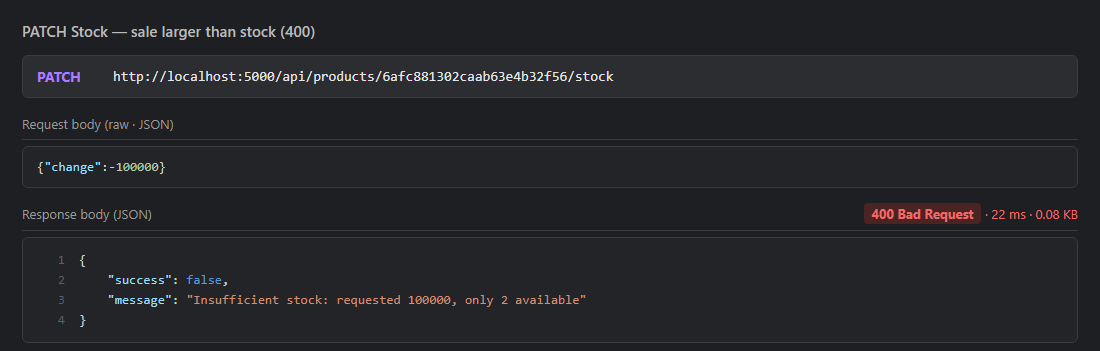 PATCH Stock — sale larger than stock (400)
PATCH http://localhost:5000/api/products/6afc881302caab63e4b32f56/stock
Request body (raw · JSON)
{"change":-100000}
Response body (JSON) 400 Bad Request · 22 ms · 0.08 KB
1 {
2 "success": false,
3 "message": "Insufficient stock: requested 100000, only 2 available"
4 }